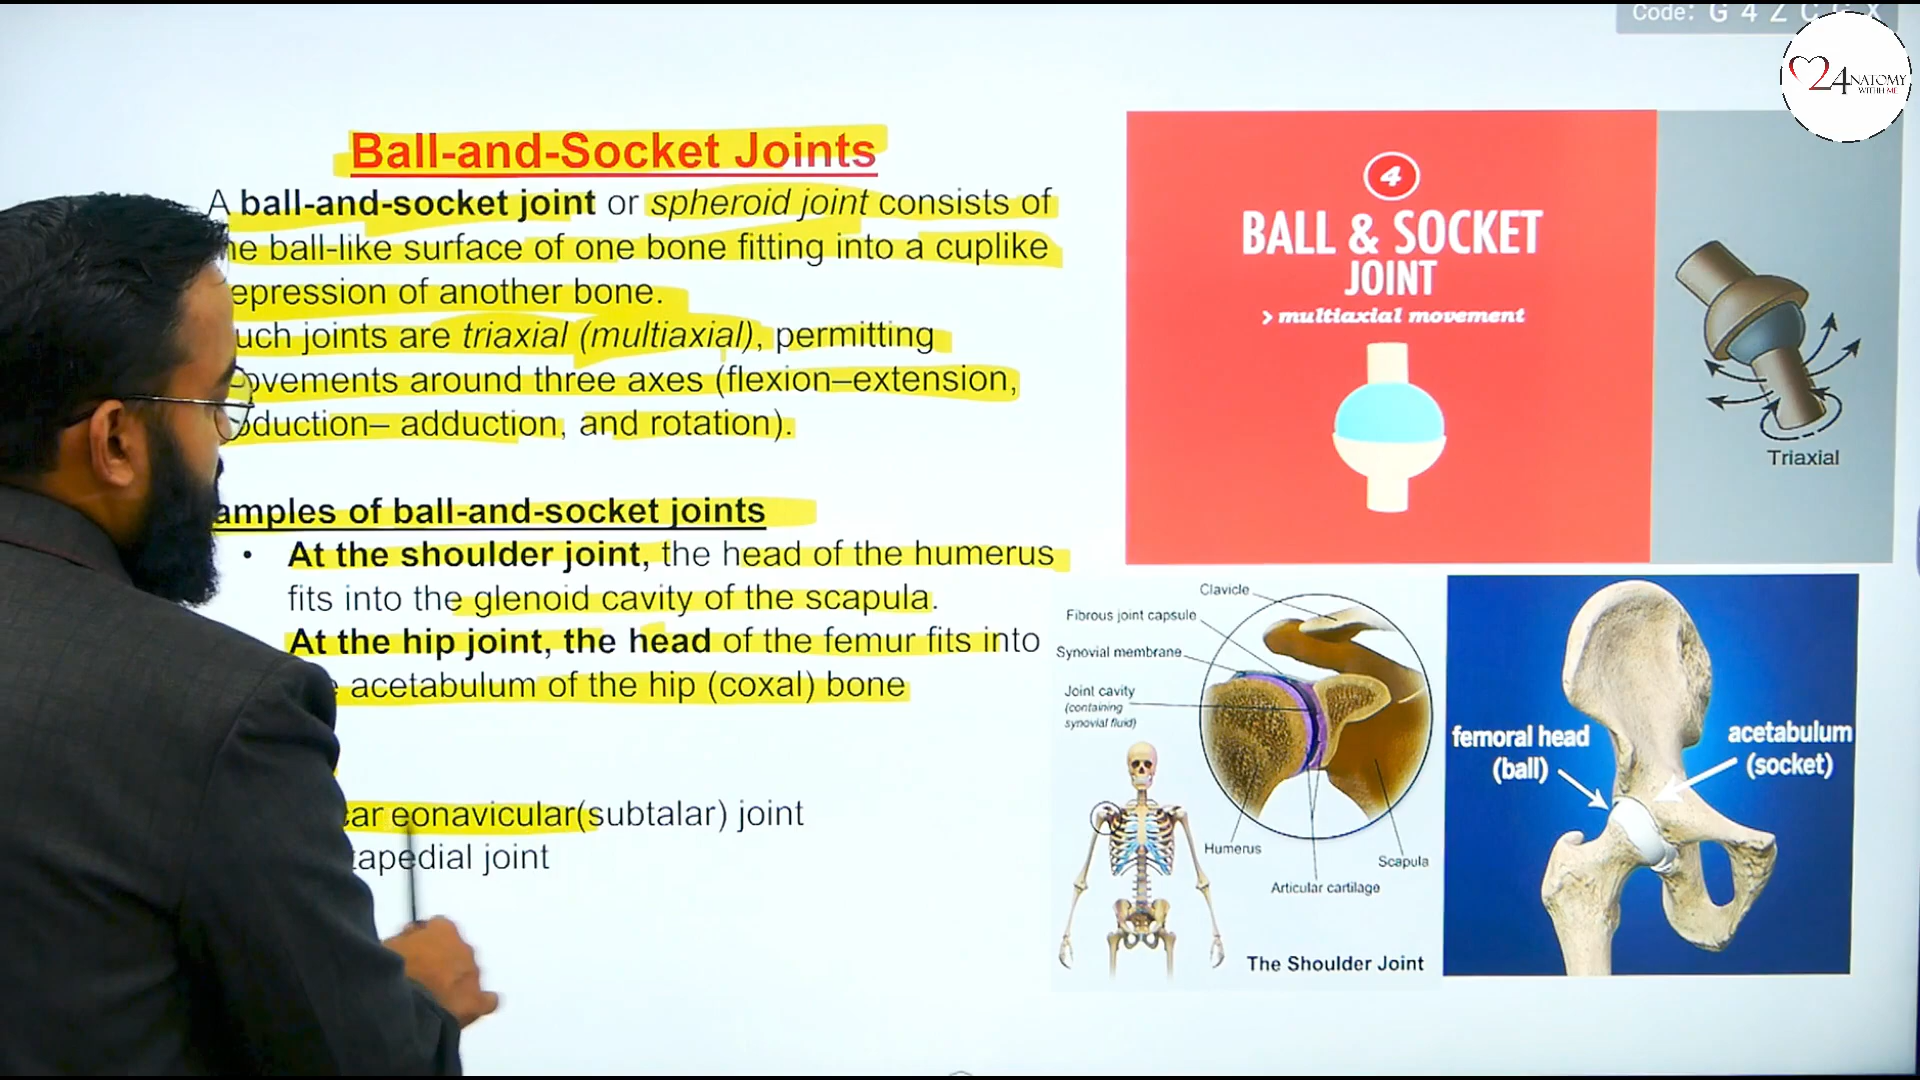 Code: G 4 Z C
24NATOMY
WITHH ME
Ball-and-Socket Joints
A ball-and-socket joint or spheroid joint consists of
he ball-like surface of one bone fitting into a cuplike
epression of another bone.
uch joints are triaxial (multiaxial), permitting
ovements around three axes (flexion–extension,
duction– adduction, and rotation).
amples of ball-and-socket joints
• At the shoulder joint, the head of the humerus
fits into the glenoid cavity of the scapula.
At the hip joint, the head of the femur fits into
acetabulum of the hip (coxal) bone
car eonavicular(subtalar) joint
tapedial joint
4
BALL & SOCKET
JOINT
> multiaxial movement
Triaxial
Clavicle
Fibrous joint capsule
Synovial membrane
Joint cavity
(containing
synovial fluid)
Humerus
Scapula
Articular cartilage
The Shoulder Joint
femoral head
(ball)
acetabulum
(socket)